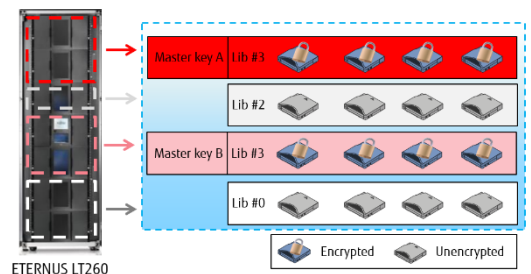 Master key A Lib #3
Lib #2
Master key B Lib #3
Lib #0
Encrypted Unencrypted
ETERNUS LT260